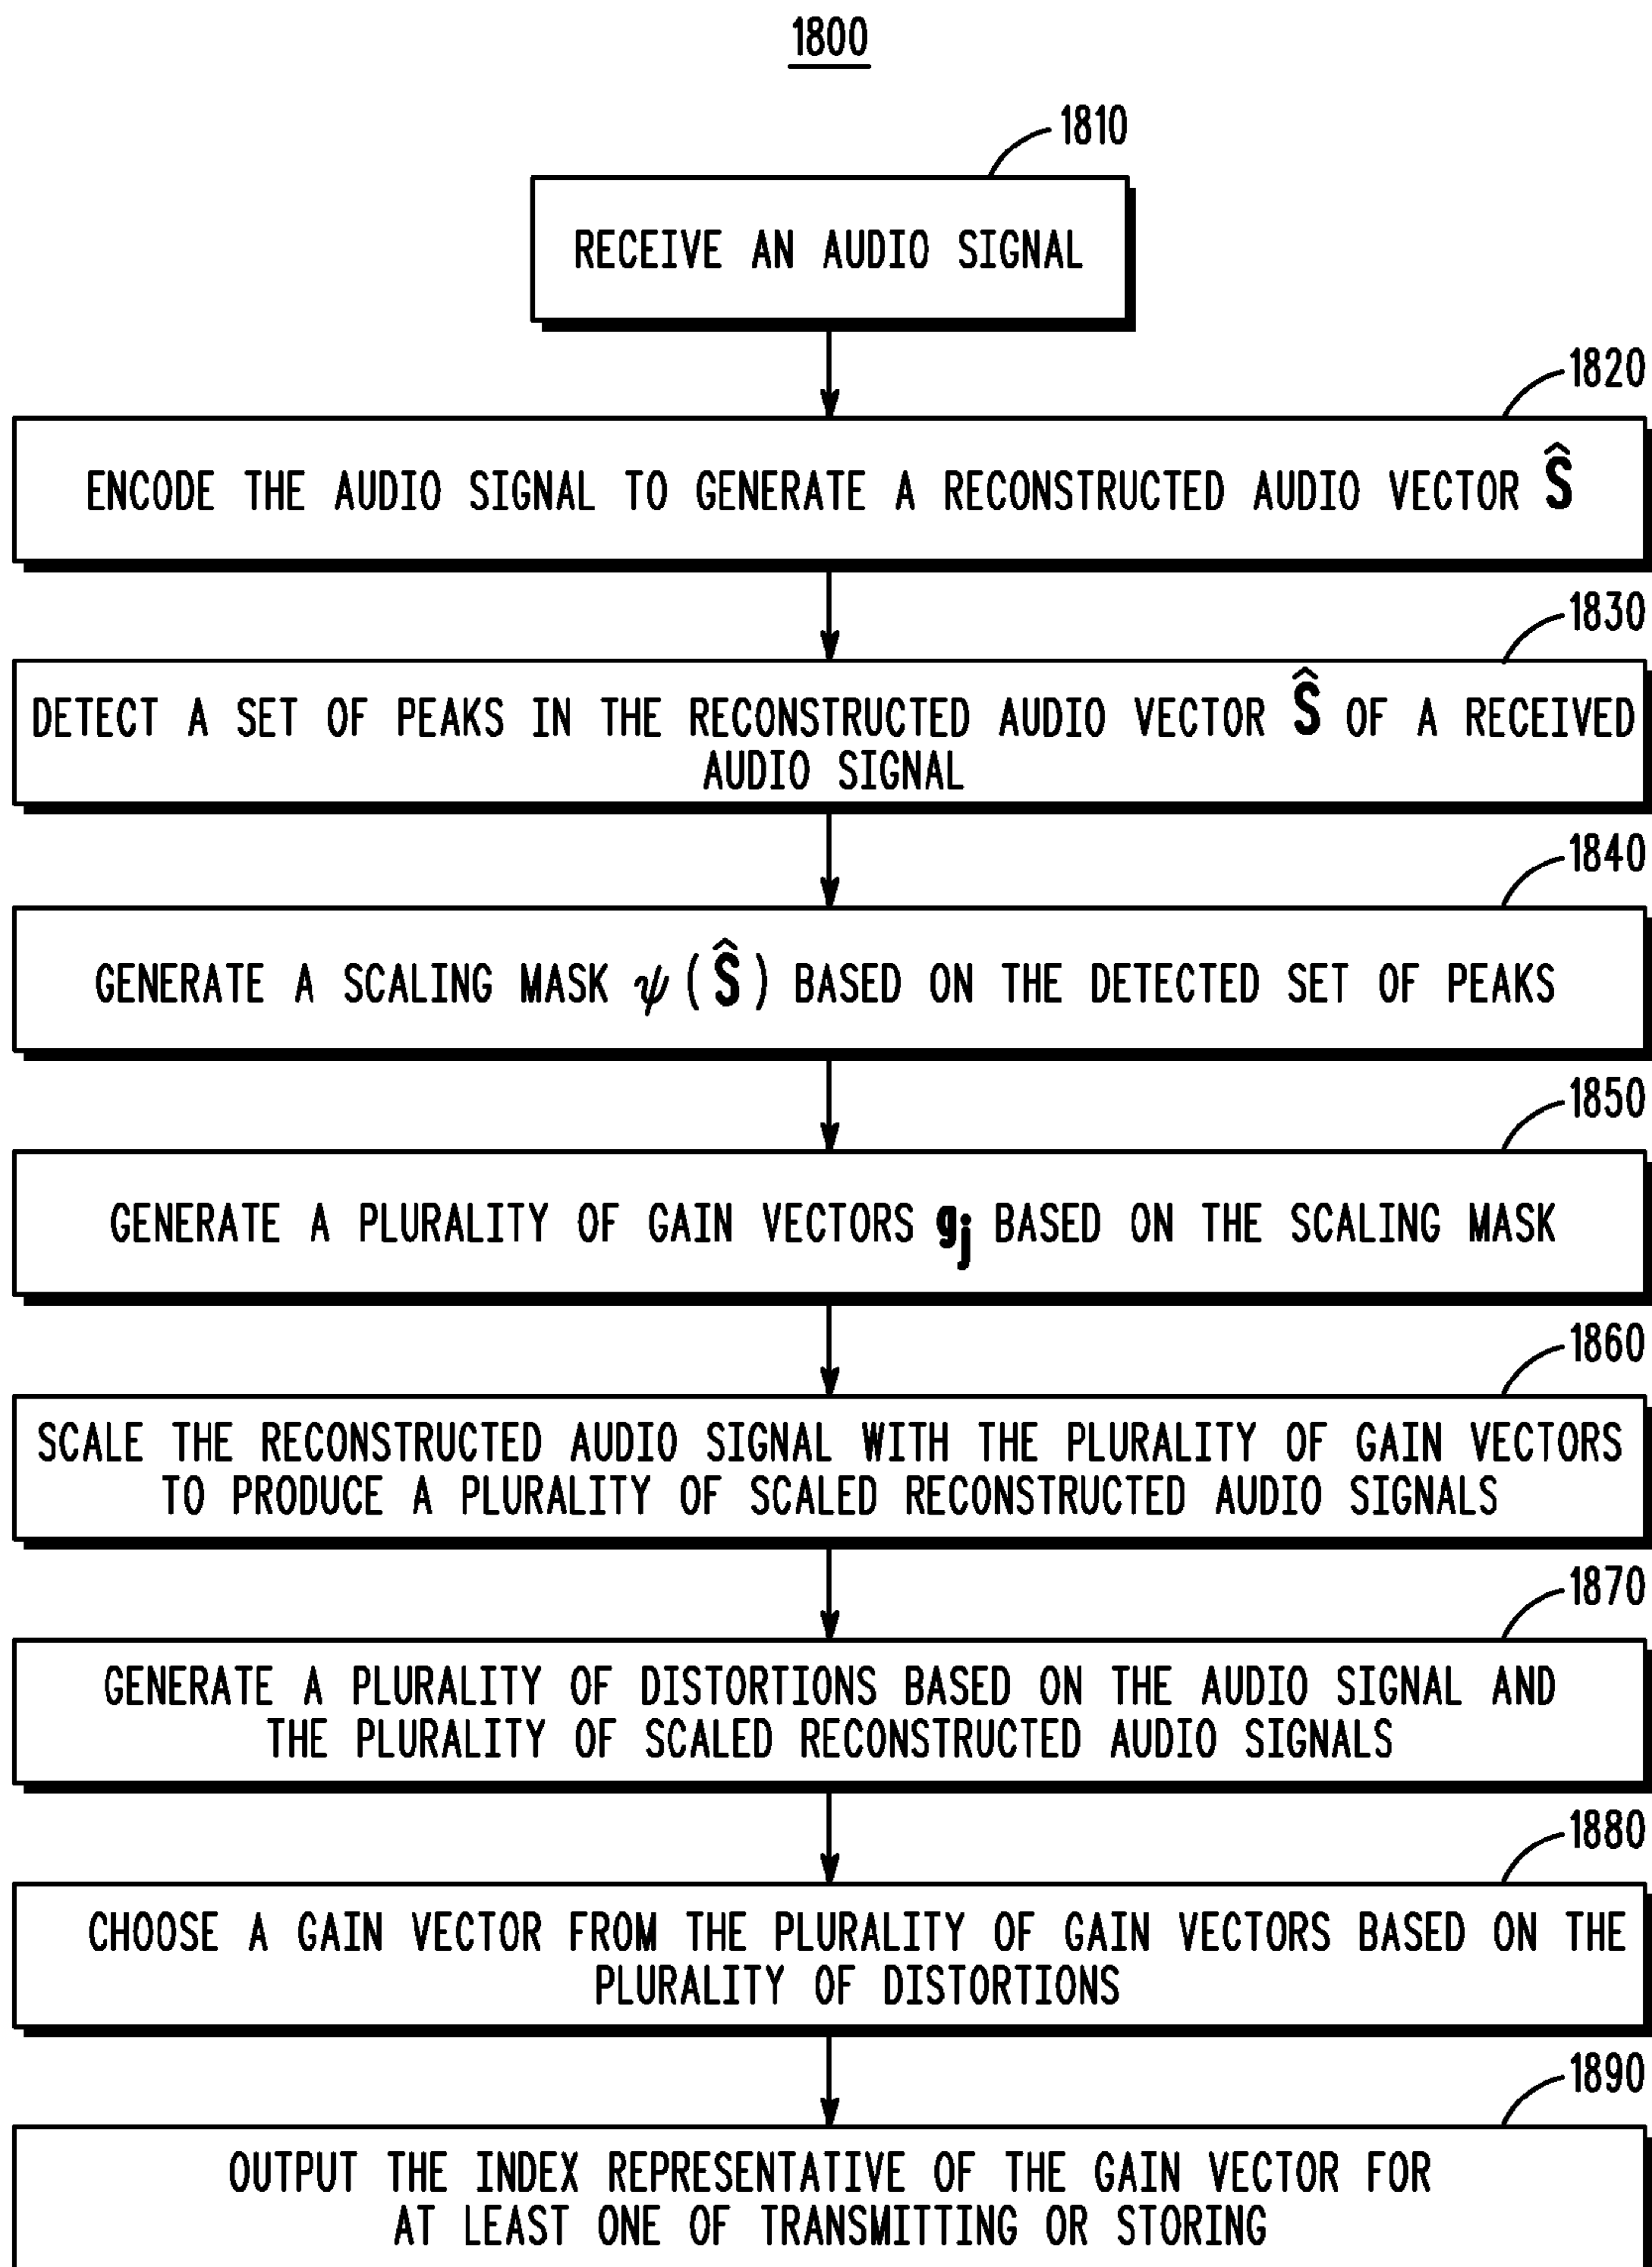 1800
1810
RECEIVE AN AUDIO SIGNAL
1820
ENCODE THE AUDIO SIGNAL TO GENERATE A RECONSTRUCTED AUDIO VECTOR Ŝ
1830
DETECT A SET OF PEAKS IN THE RECONSTRUCTED AUDIO VECTOR Ŝ OF A RECEIVED
AUDIO SIGNAL
1840
GENERATE A SCALING MASK ψ (Ŝ) BASED ON THE DETECTED SET OF PEAKS
1850
GENERATE A PLURALITY OF GAIN VECTORS gj BASED ON THE SCALING MASK
1860
SCALE THE RECONSTRUCTED AUDIO SIGNAL WITH THE PLURALITY OF GAIN VECTORS
TO PRODUCE A PLURALITY OF SCALED RECONSTRUCTED AUDIO SIGNALS
1870
GENERATE A PLURALITY OF DISTORTIONS BASED ON THE AUDIO SIGNAL AND
THE PLURALITY OF SCALED RECONSTRUCTED AUDIO SIGNALS
1880
CHOOSE A GAIN VECTOR FROM THE PLURALITY OF GAIN VECTORS BASED ON THE
PLURALITY OF DISTORTIONS
1890
OUTPUT THE INDEX REPRESENTATIVE OF THE GAIN VECTOR FOR
AT LEAST ONE OF TRANSMITTING OR STORING